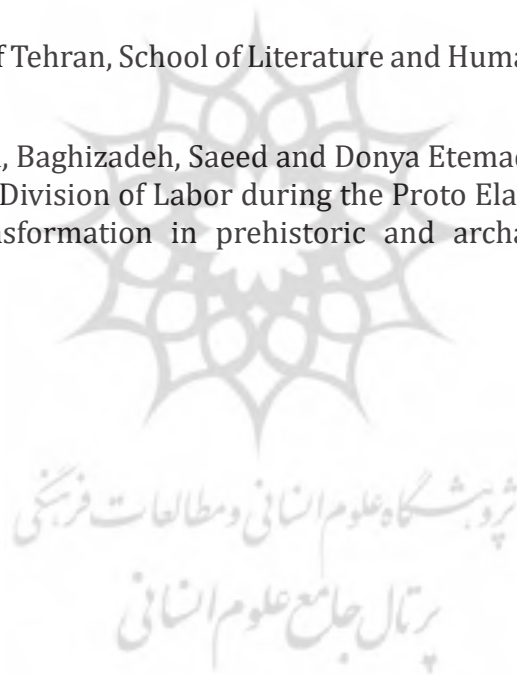 f Tehran, School of Literature and Huma
, Baghizadeh, Saeed and Donya Etemad
Division of Labor during the Proto Ela
nsformation in prehistoric and archa
پژوهشگاه علوم انسانی و مطالعات فرهنگی
پرتال جامع علوم انسانی